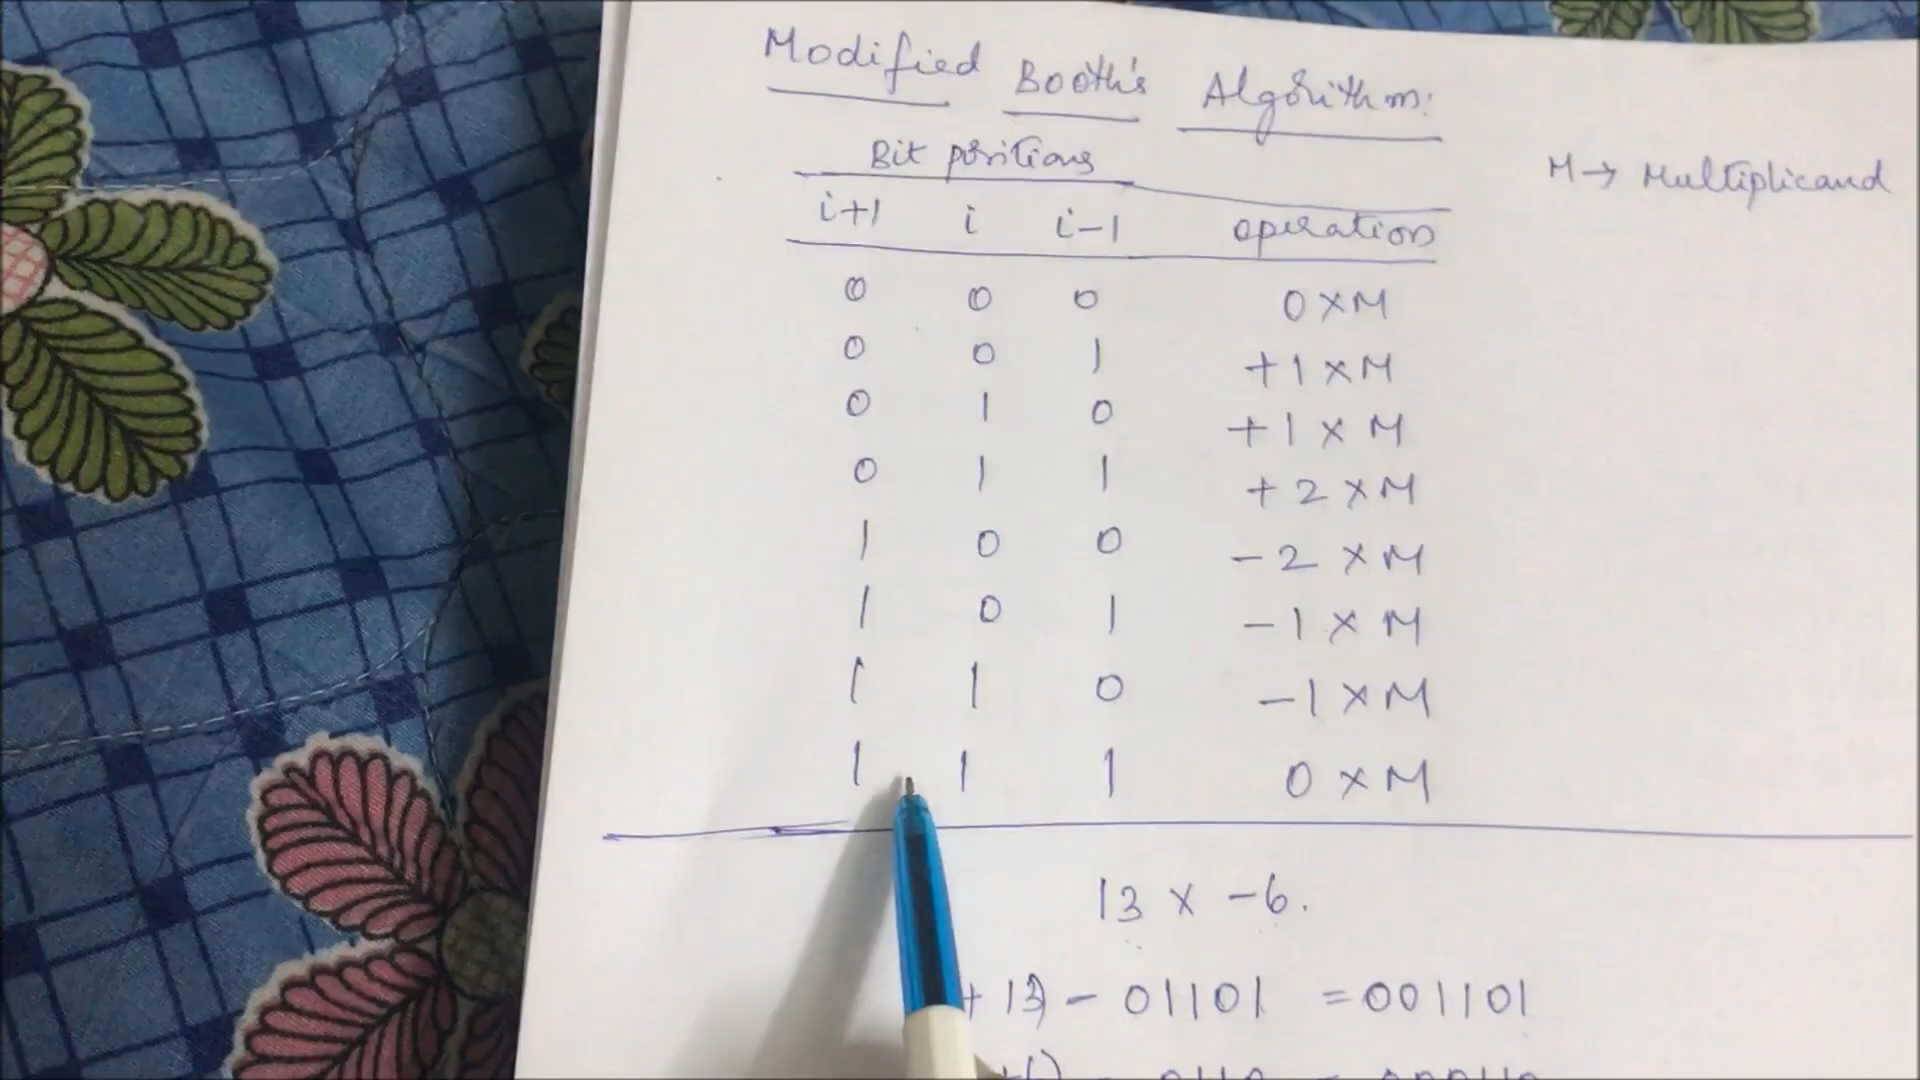 Modified Booth's Algorithm:
Bit positions
M → Multiplicand
i+1 i i-1 operation
0 0 0 0 × M
0 0 1 +1 × M
0 1 0 +1 × M
0 1 1 +2 × M
1 0 0 -2 × M
1 0 1 -1 × M
1 1 0 -1 × M
1 1 1 0 × M
13 × -6.
+13) - 01101 = 001101